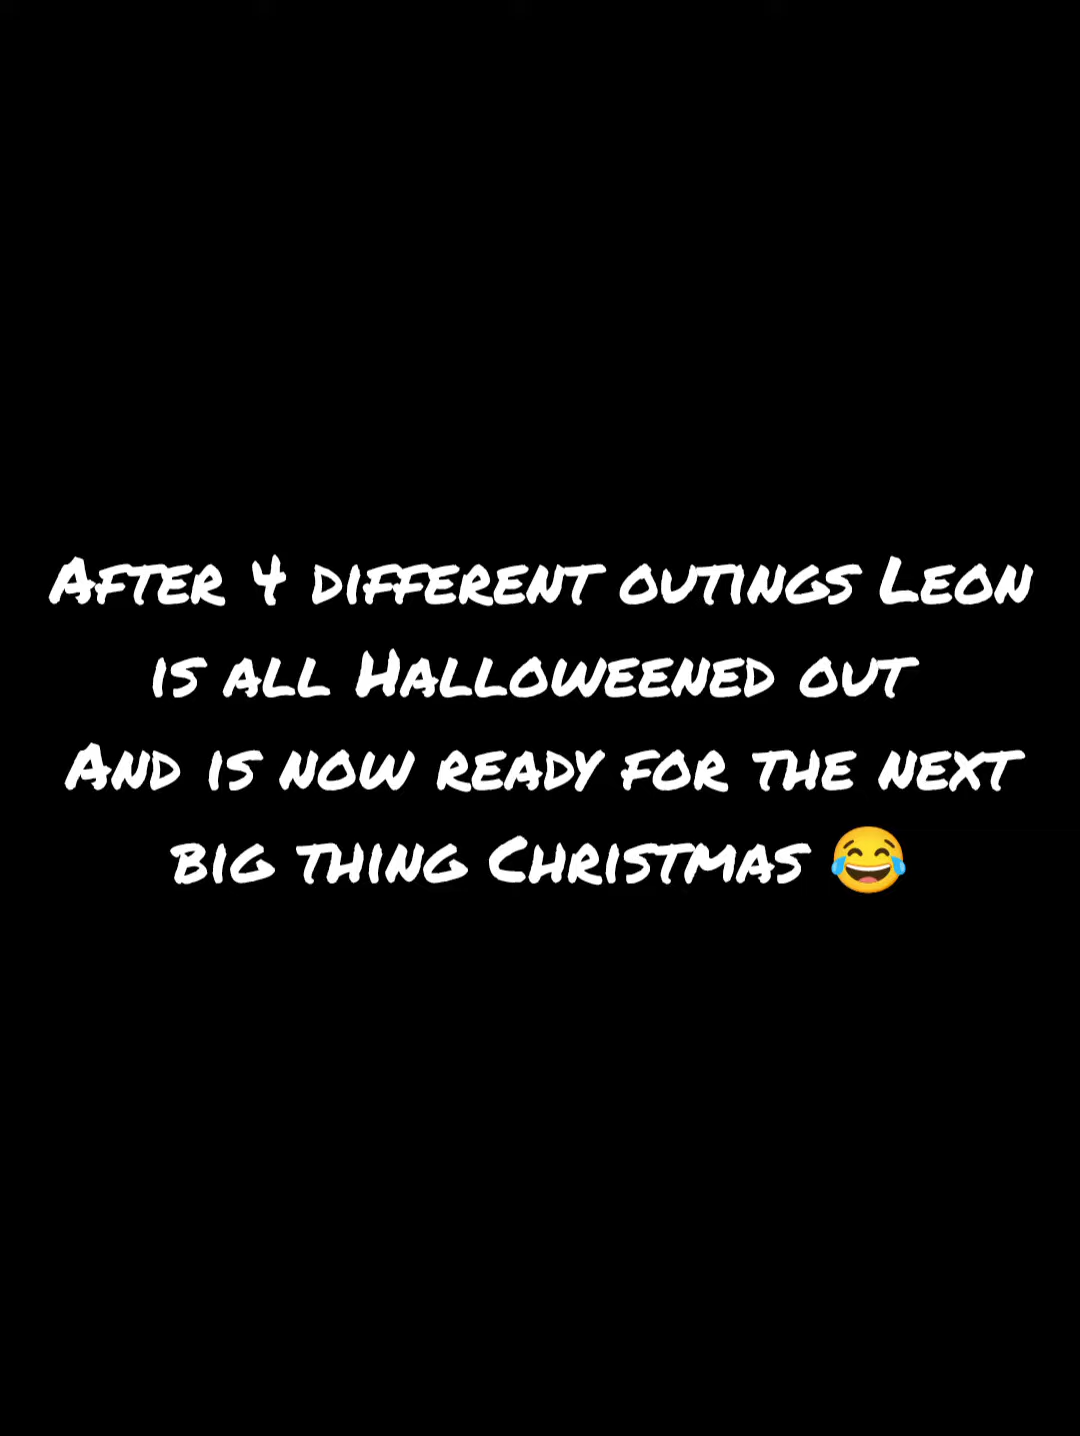 After 4 different outings Leon
is all Halloweened out
And is now ready for the next
big thing Christmas 😂